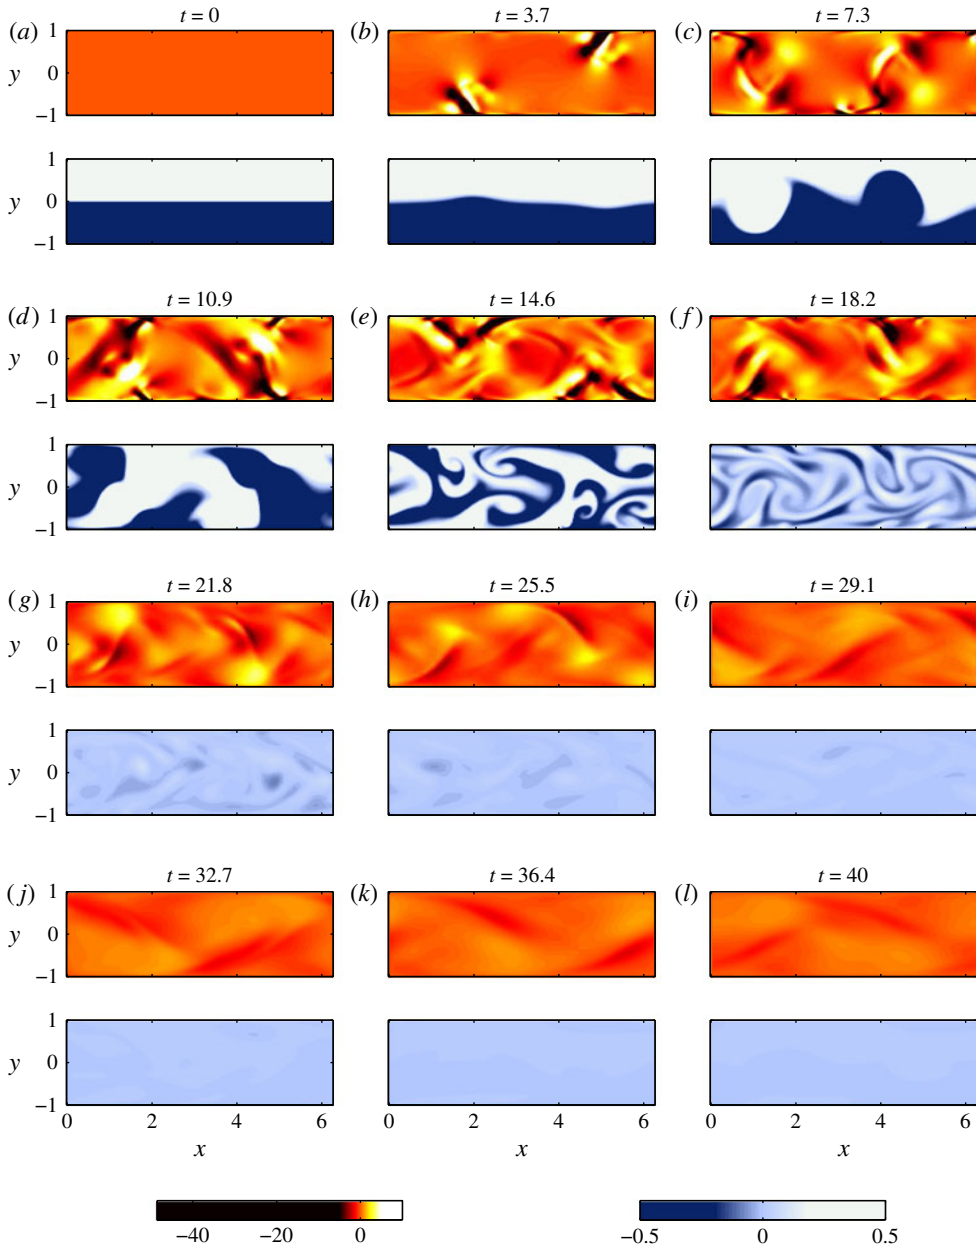 t = 0 t = 3.7 t = 7.3
(a) 1 (b) (c)
y 0
−1
1
y 0
−1
t = 10.9 t = 14.6 t = 18.2
(d) 1 (e) (f)
y 0
−1
1
y 0
−1
t = 21.8 t = 25.5 t = 29.1
(g) 1 (h) (i)
y 0
−1
1
y 0
−1
t = 32.7 t = 36.4 t = 40
(j) 1 (k) (l)
y 0
−1
1
y 0
−1
0 2 4 6 0 2 4 6 0 2 4 6
x x x
−40 −20 0 −0.5 0 0.5